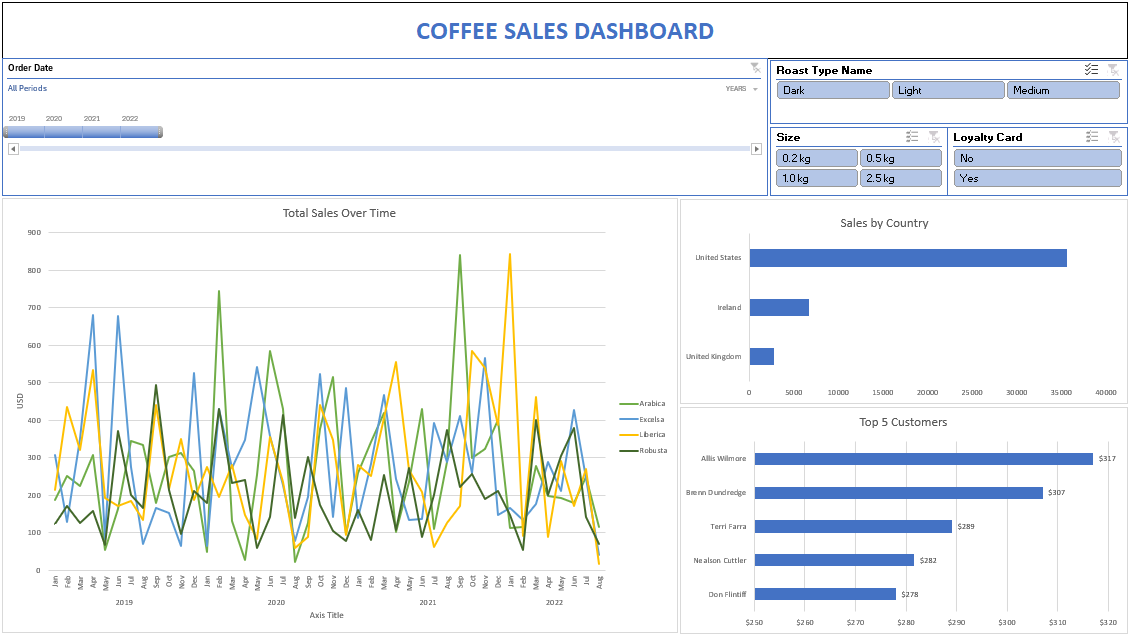 COFFEE SALES DASHBOARD
Order Date
All Periods
YEARS
2019 2020 2021 2022
Roast Type Name
Dark Light Medium
Size
0.2 kg 0.5 kg
1.0 kg 2.5 kg
Loyalty Card
No
Yes
Total Sales Over Time
900
800
700
600
500
400
300
200
100
0
USD
Jan Feb Mar Apr May Jun Jul Aug Sep Oct Nov Dec Jan Feb Mar Apr May Jun Jul Aug Sep Oct Nov Dec Jan Feb Mar Apr May Jun Jul Aug Sep Oct Nov Dec Jan Feb Mar Apr May Jun Jul Aug
2019 2020 2021 2022
Axis Title
Arabica
Excelsa
Liberica
Robusta
Sales by Country
United States
Ireland
United Kingdom
0 5000 10000 15000 20000 25000 30000 35000 40000
Top 5 Customers
Allis Wilmore $317
Brenn Dundredge $307
Terri Farra $289
Nealson Cuttler $282
Don Flintiff $278
$250 $260 $270 $280 $290 $300 $310 $320